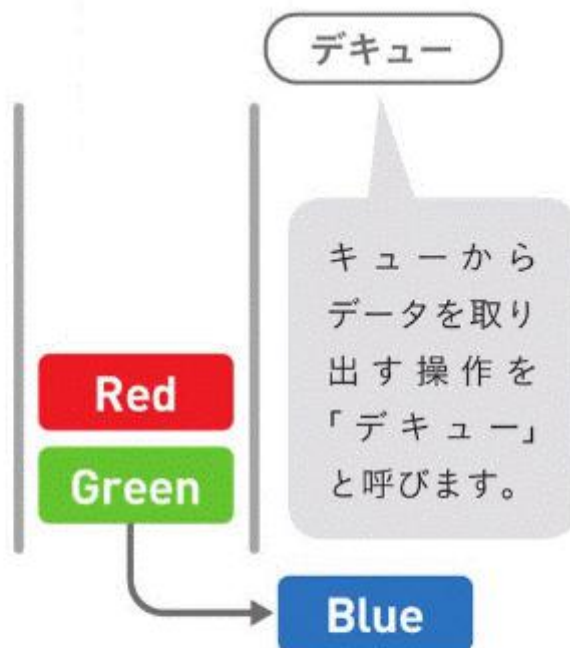 デキュー
キューから
データを取り
出す操作を
「デキュー」
と呼びます。
Red
Green
Blue